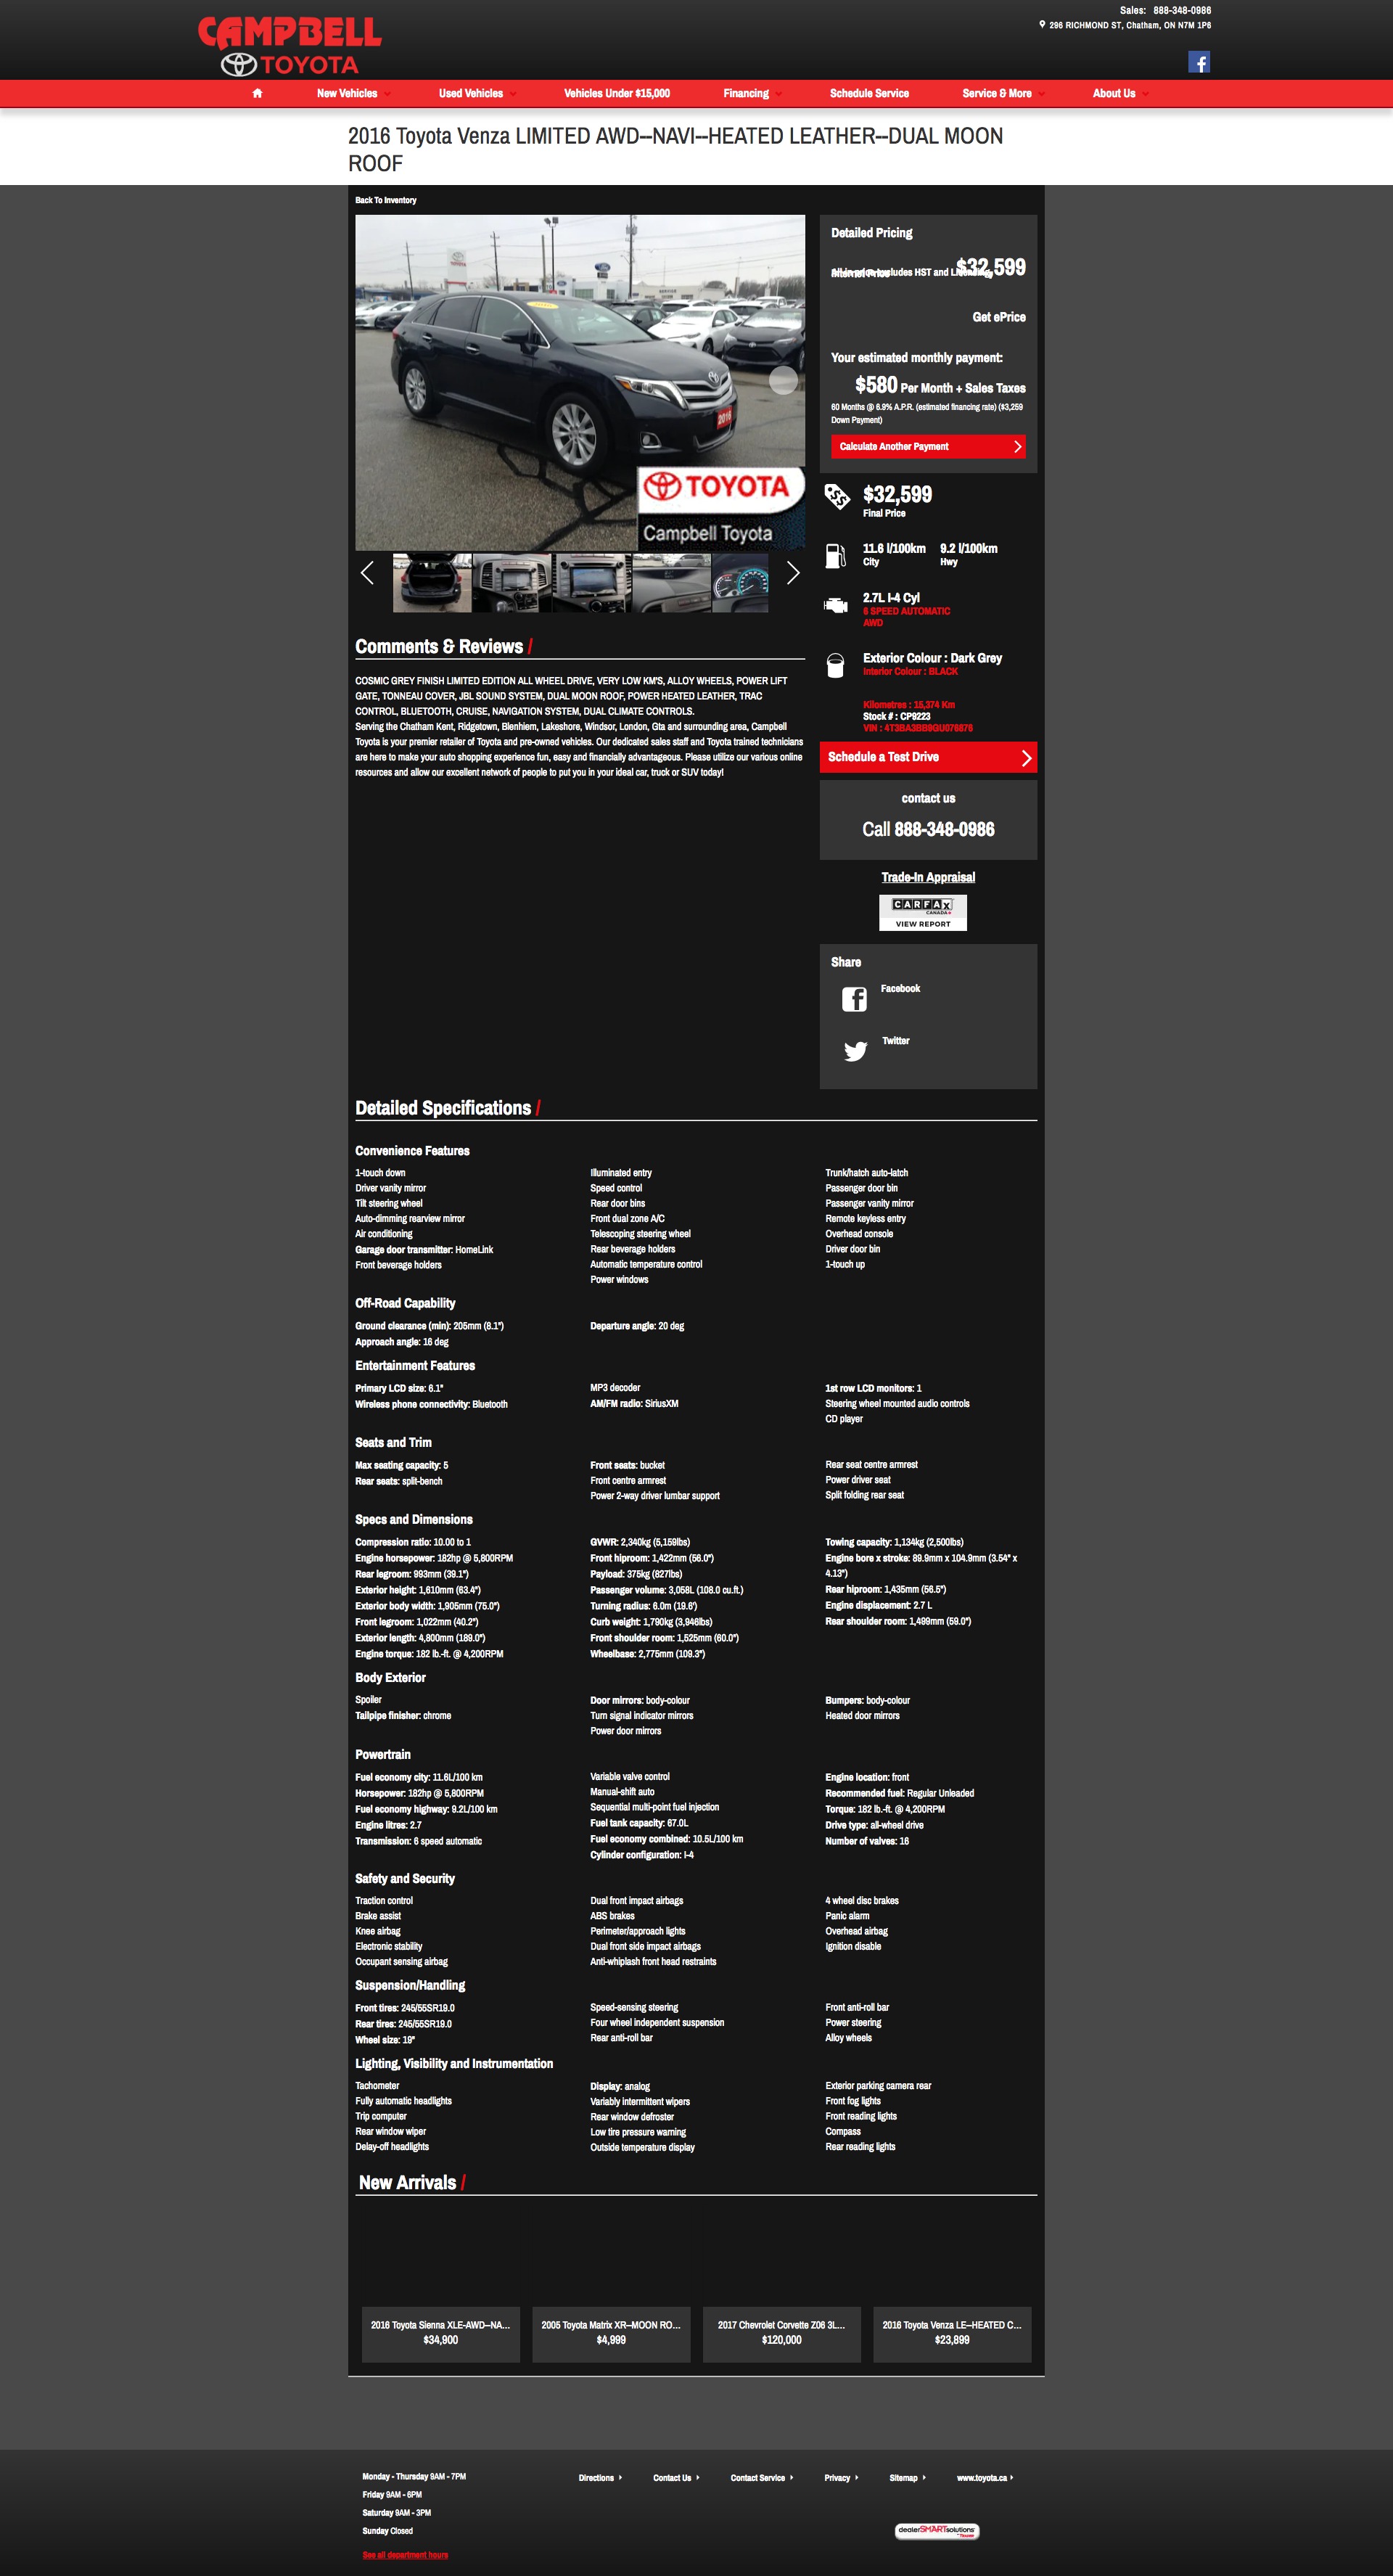 CAMPBELL
TOYOTA
Sales: 888-348-0986
296 RICHMOND ST, Chatham, ON N7M 1P6
New Vehicles
Used Vehicles
Vehicles Under $15,000
Financing
Schedule Service
Service & More
About Us
2016 Toyota Venza LIMITED AWD--NAVI--HEATED LEATHER--DUAL MOON
ROOF
Back To Inventory
TOYOTA
Campbell Toyota
Detailed Pricing
$32,599
includes HST and
Get ePrice
Your estimated monthly payment:
$580 Per Month + Sales Taxes
60 Months @ 6.9% A.P.R. (estimated financing rate) ($3,259
Down Payment)
Calculate Another Payment
$32,599
Final Price
11.6 l/100km
City
9.2 l/100km
Hwy
2.7L I-4 Cyl
6 SPEED AUTOMATIC
AWD
Exterior Colour : Dark Grey
Interior Colour : BLACK
Kilometres : 15,374 Km
Stock # : CP9223
VIN : 4T3BA3BB9GU076876
Schedule a Test Drive
contact us
Call 888-348-0986
Trade-In Appraisal
CARFAX
CANADA
VIEW REPORT
Share
Facebook
Twitter
Comments & Reviews /
COSMIC GREY FINISH LIMITED EDITION ALL WHEEL DRIVE, VERY LOW KM'S, ALLOY WHEELS, POWER LIFT
GATE, TONNEAU COVER, JBL SOUND SYSTEM, DUAL MOON ROOF, POWER HEATED LEATHER, TRAC
CONTROL, BLUETOOTH, CRUISE, NAVIGATION SYSTEM, DUAL CLIMATE CONTROLS.
Serving the Chatham Kent, Ridgetown, Blenhiem, Lakeshore, Windsor, London, Gta and surrounding area, Campbell
Toyota is your premier retailer of Toyota and pre-owned vehicles. Our dedicated sales staff and Toyota trained technicians
are here to make your auto shopping experience fun, easy and financially advantageous. Please utilize our various online
resources and allow our excellent network of people to put you in your ideal car, truck or SUV today!
Detailed Specifications /
Convenience Features
1-touch down
Driver vanity mirror
Tilt steering wheel
Auto-dimming rearview mirror
Air conditioning
Garage door transmitter: HomeLink
Front beverage holders
Illuminated entry
Speed control
Rear door bins
Front dual zone A/C
Telescoping steering wheel
Rear beverage holders
Automatic temperature control
Power windows
Trunk/hatch auto-latch
Passenger door bin
Passenger vanity mirror
Remote keyless entry
Overhead console
Driver door bin
1-touch up
Off-Road Capability
Ground clearance (min): 205mm (8.1")
Approach angle: 16 deg
Departure angle: 20 deg
Entertainment Features
Primary LCD size: 6.1"
Wireless phone connectivity: Bluetooth
MP3 decoder
AM/FM radio: SiriusXM
1st row LCD monitors: 1
Steering wheel mounted audio controls
CD player
Seats and Trim
Max seating capacity: 5
Rear seats: split-bench
Front seats: bucket
Front centre armrest
Power 2-way driver lumbar support
Rear seat centre armrest
Power driver seat
Split folding rear seat
Specs and Dimensions
Compression ratio: 10.00 to 1
Engine horsepower: 182hp @ 5,800RPM
Rear legroom: 993mm (39.1")
Exterior height: 1,610mm (63.4")
Exterior body width: 1,905mm (75.0")
Front legroom: 1,022mm (40.2")
Exterior length: 4,800mm (189.0")
Engine torque: 182 lb.-ft. @ 4,200RPM
GVWR: 2,340kg (5,159lbs)
Front hiproom: 1,422mm (56.0")
Payload: 375kg (827lbs)
Passenger volume: 3,058L (108.0 cu.ft.)
Turning radius: 6.0m (19.6')
Curb weight: 1,790kg (3,946lbs)
Front shoulder room: 1,525mm (60.0")
Wheelbase: 2,775mm (109.3")
Towing capacity: 1,134kg (2,500lbs)
Engine bore x stroke: 89.9mm x 104.9mm (3.54" x
4.13")
Rear hiproom: 1,435mm (56.5")
Engine displacement: 2.7 L
Rear shoulder room: 1,499mm (59.0")
Body Exterior
Spoiler
Tailpipe finisher: chrome
Door mirrors: body-colour
Turn signal indicator mirrors
Power door mirrors
Bumpers: body-colour
Heated door mirrors
Powertrain
Fuel economy city: 11.6L/100 km
Horsepower: 182hp @ 5,800RPM
Fuel economy highway: 9.2L/100 km
Engine litres: 2.7
Transmission: 6 speed automatic
Variable valve control
Manual-shift auto
Sequential multi-point fuel injection
Fuel tank capacity: 67.0L
Fuel economy combined: 10.5L/100 km
Cylinder configuration: I-4
Engine location: front
Recommended fuel: Regular Unleaded
Torque: 182 lb.-ft. @ 4,200RPM
Drive type: all-wheel drive
Number of valves: 16
Safety and Security
Traction control
Brake assist
Knee airbag
Electronic stability
Occupant sensing airbag
Dual front impact airbags
ABS brakes
Perimeter/approach lights
Dual front side impact airbags
Anti-whiplash front head restraints
4 wheel disc brakes
Panic alarm
Overhead airbag
Ignition disable
Suspension/Handling
Front tires: 245/55SR19.0
Rear tires: 245/55SR19.0
Wheel size: 19"
Speed-sensing steering
Four wheel independent suspension
Rear anti-roll bar
Front anti-roll bar
Power steering
Alloy wheels
Lighting, Visibility and Instrumentation
Tachometer
Fully automatic headlights
Trip computer
Rear window wiper
Delay-off headlights
Display: analog
Variably intermittent wipers
Rear window defroster
Low tire pressure warning
Outside temperature display
Exterior parking camera rear
Front fog lights
Front reading lights
Compass
Rear reading lights
New Arrivals /
2016 Toyota Sienna XLE-AWD--NA...
$34,900
2005 Toyota Matrix XR--MOON RO...
$4,999
2017 Chevrolet Corvette Z06 3L...
$120,000
2016 Toyota Venza LE--HEATED C...
$23,899
Monday - Thursday 9AM - 7PM
Friday 9AM - 6PM
Saturday 9AM - 3PM
Sunday Closed
See all department hours
Directions
Contact Us
Contact Service
Privacy
Sitemap
www.toyota.ca
dealerSMARTsolutions